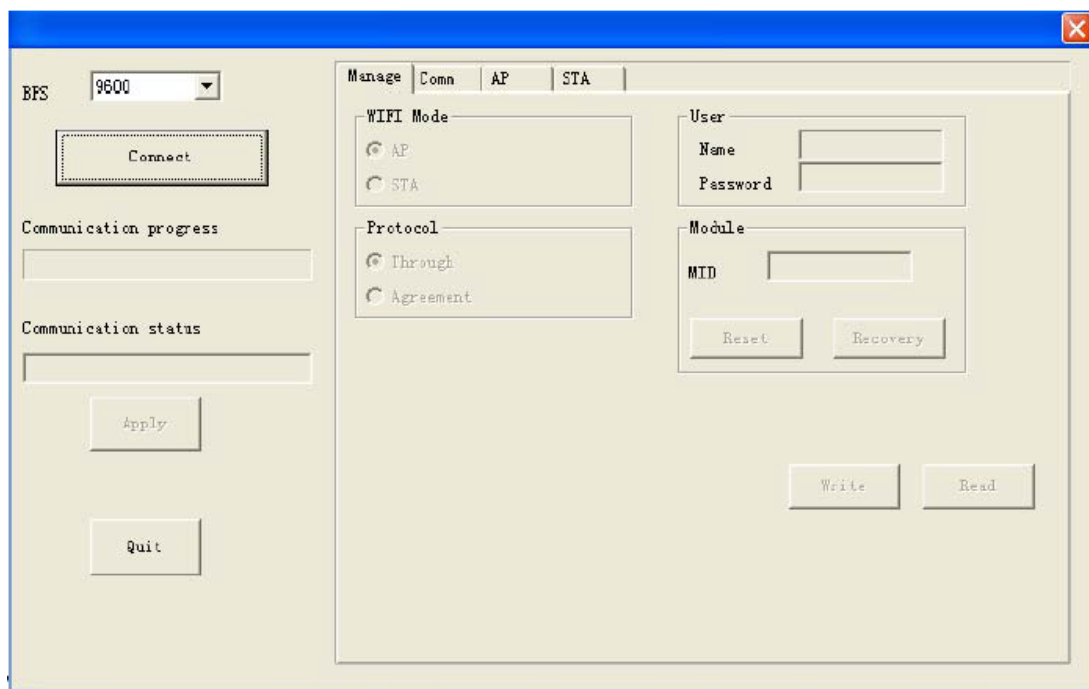 BPS
9600
Connect
Communication progress
Communication status
Apply
Quit
Manage
Comm
AP
STA
WIFI Mode
AP
STA
Protocol
Through
Agreement
User
Name
Password
Module
MID
Reset
Recovery
Write
Read